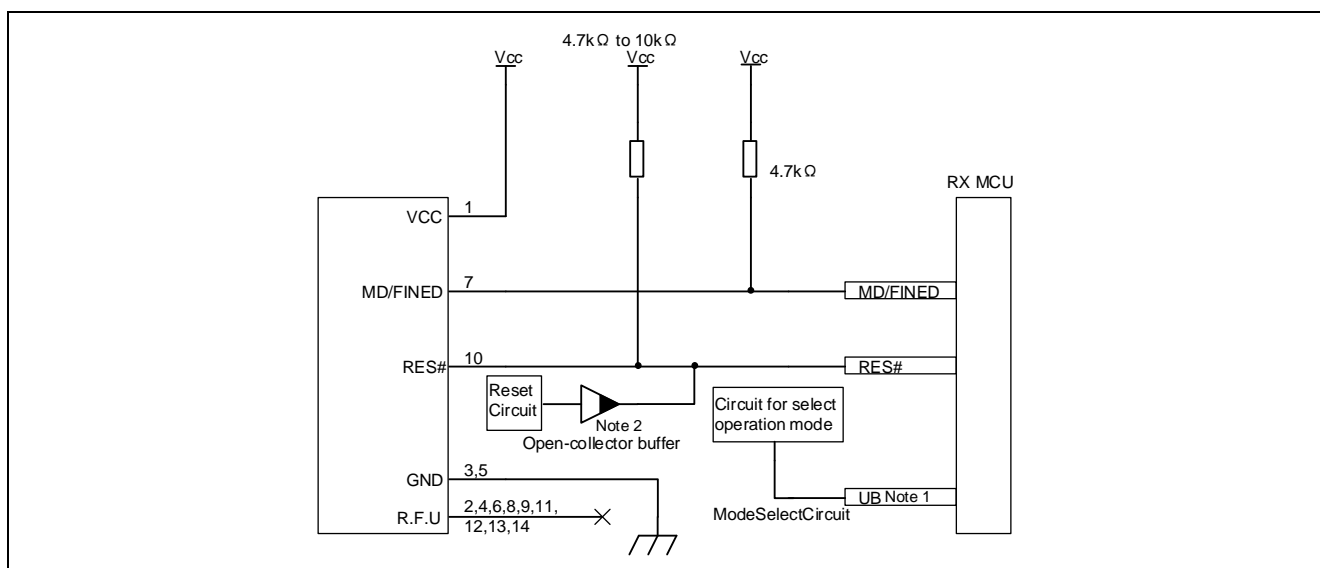 4.7kΩ to 10kΩ
Vcc
Vcc
Vcc
4.7kΩ
RX MCU
VCC
1
MD/FINED
7
MD/FINED
RES#
10
RES#
Reset
Circuit
Note 2
Open-collector buffer
Circuit for select
operation mode
GND
3,5
UB Note 1
ModeSelectCircuit
R.F.U
2,4,6,8,9,11,
12,13,14